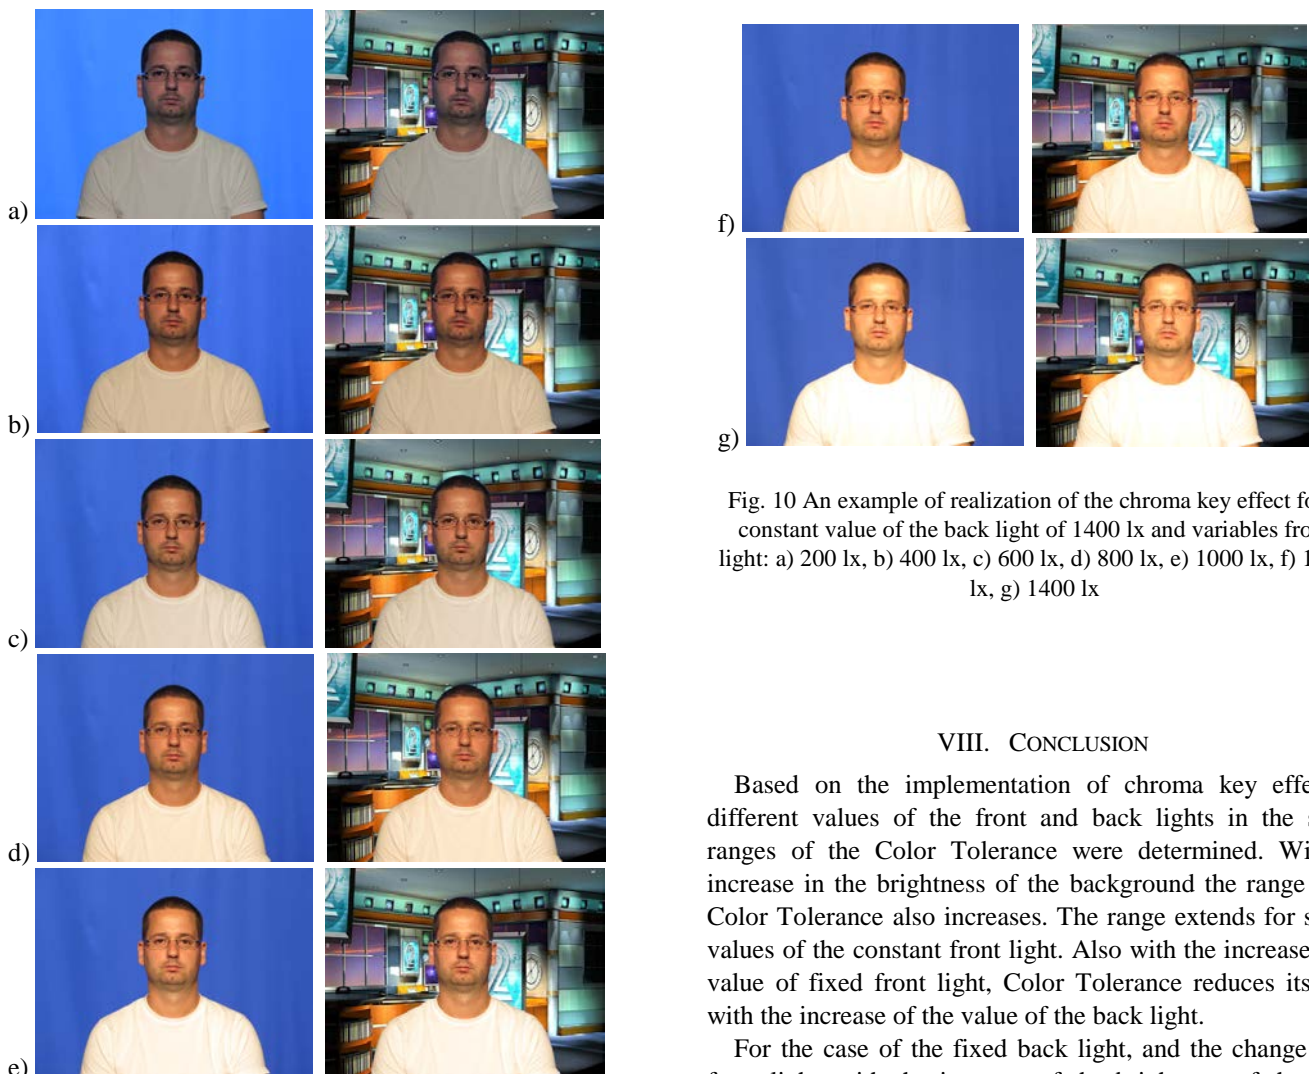 a)
b)
c)
d)
e)
f)
g)
Fig. 10 An example of realization of the chroma key effect
constant value of the back light of 1400 lx and variables
light: a) 200 lx, b) 400 lx, c) 600 lx, d) 800 lx, e) 1000 lx, f)
lx, g) 1400 lx
VIII. CONCLUSION
Based on the implementation of chroma key
different values of the front and back lights in the
ranges of the Color Tolerance were determined.
increase in the brightness of the background the range
Color Tolerance also increases. The range extends for
values of the constant front light. Also with the increase
value of fixed front light, Color Tolerance reduces its
with the increase of the value of the back light.
For the case of the fixed back light, and the change